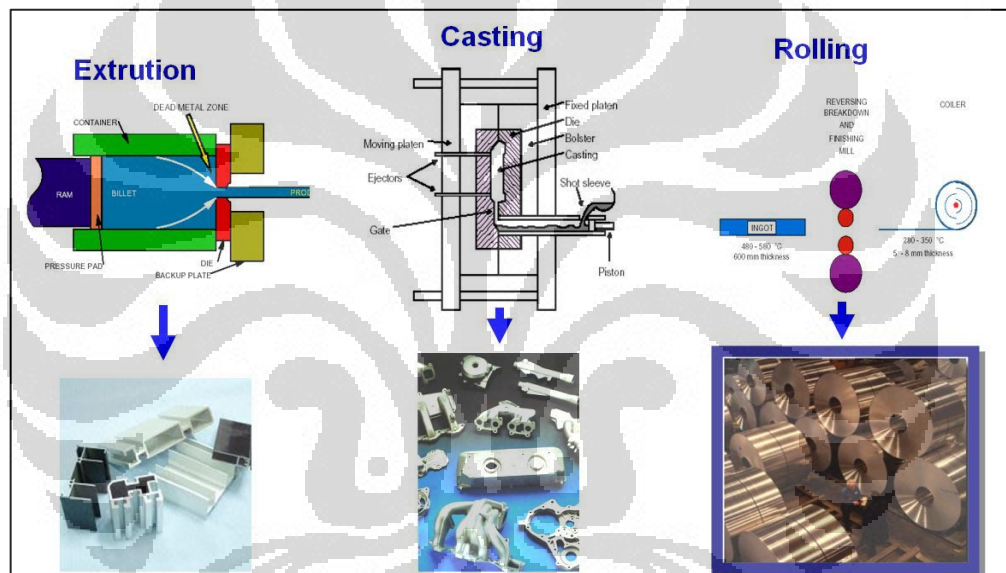 Extrution
DEAD METAL ZONE
CONTAINER
RAM
BILLET
PROD
PRESSURE PAD
DIE
BACKUP PLATE
Casting
Fixed platen
Die
Bolster
Moving platen
Casting
Ejectors
Shot sleeve
Gate
Piston
Rolling
REVERSING
BREAKDOWN
AND
FINISHING
MILL
COILER
INGOT
480 - 580 °C
600 mm thickness
280 - 350 °C
5 - 8 mm thickness